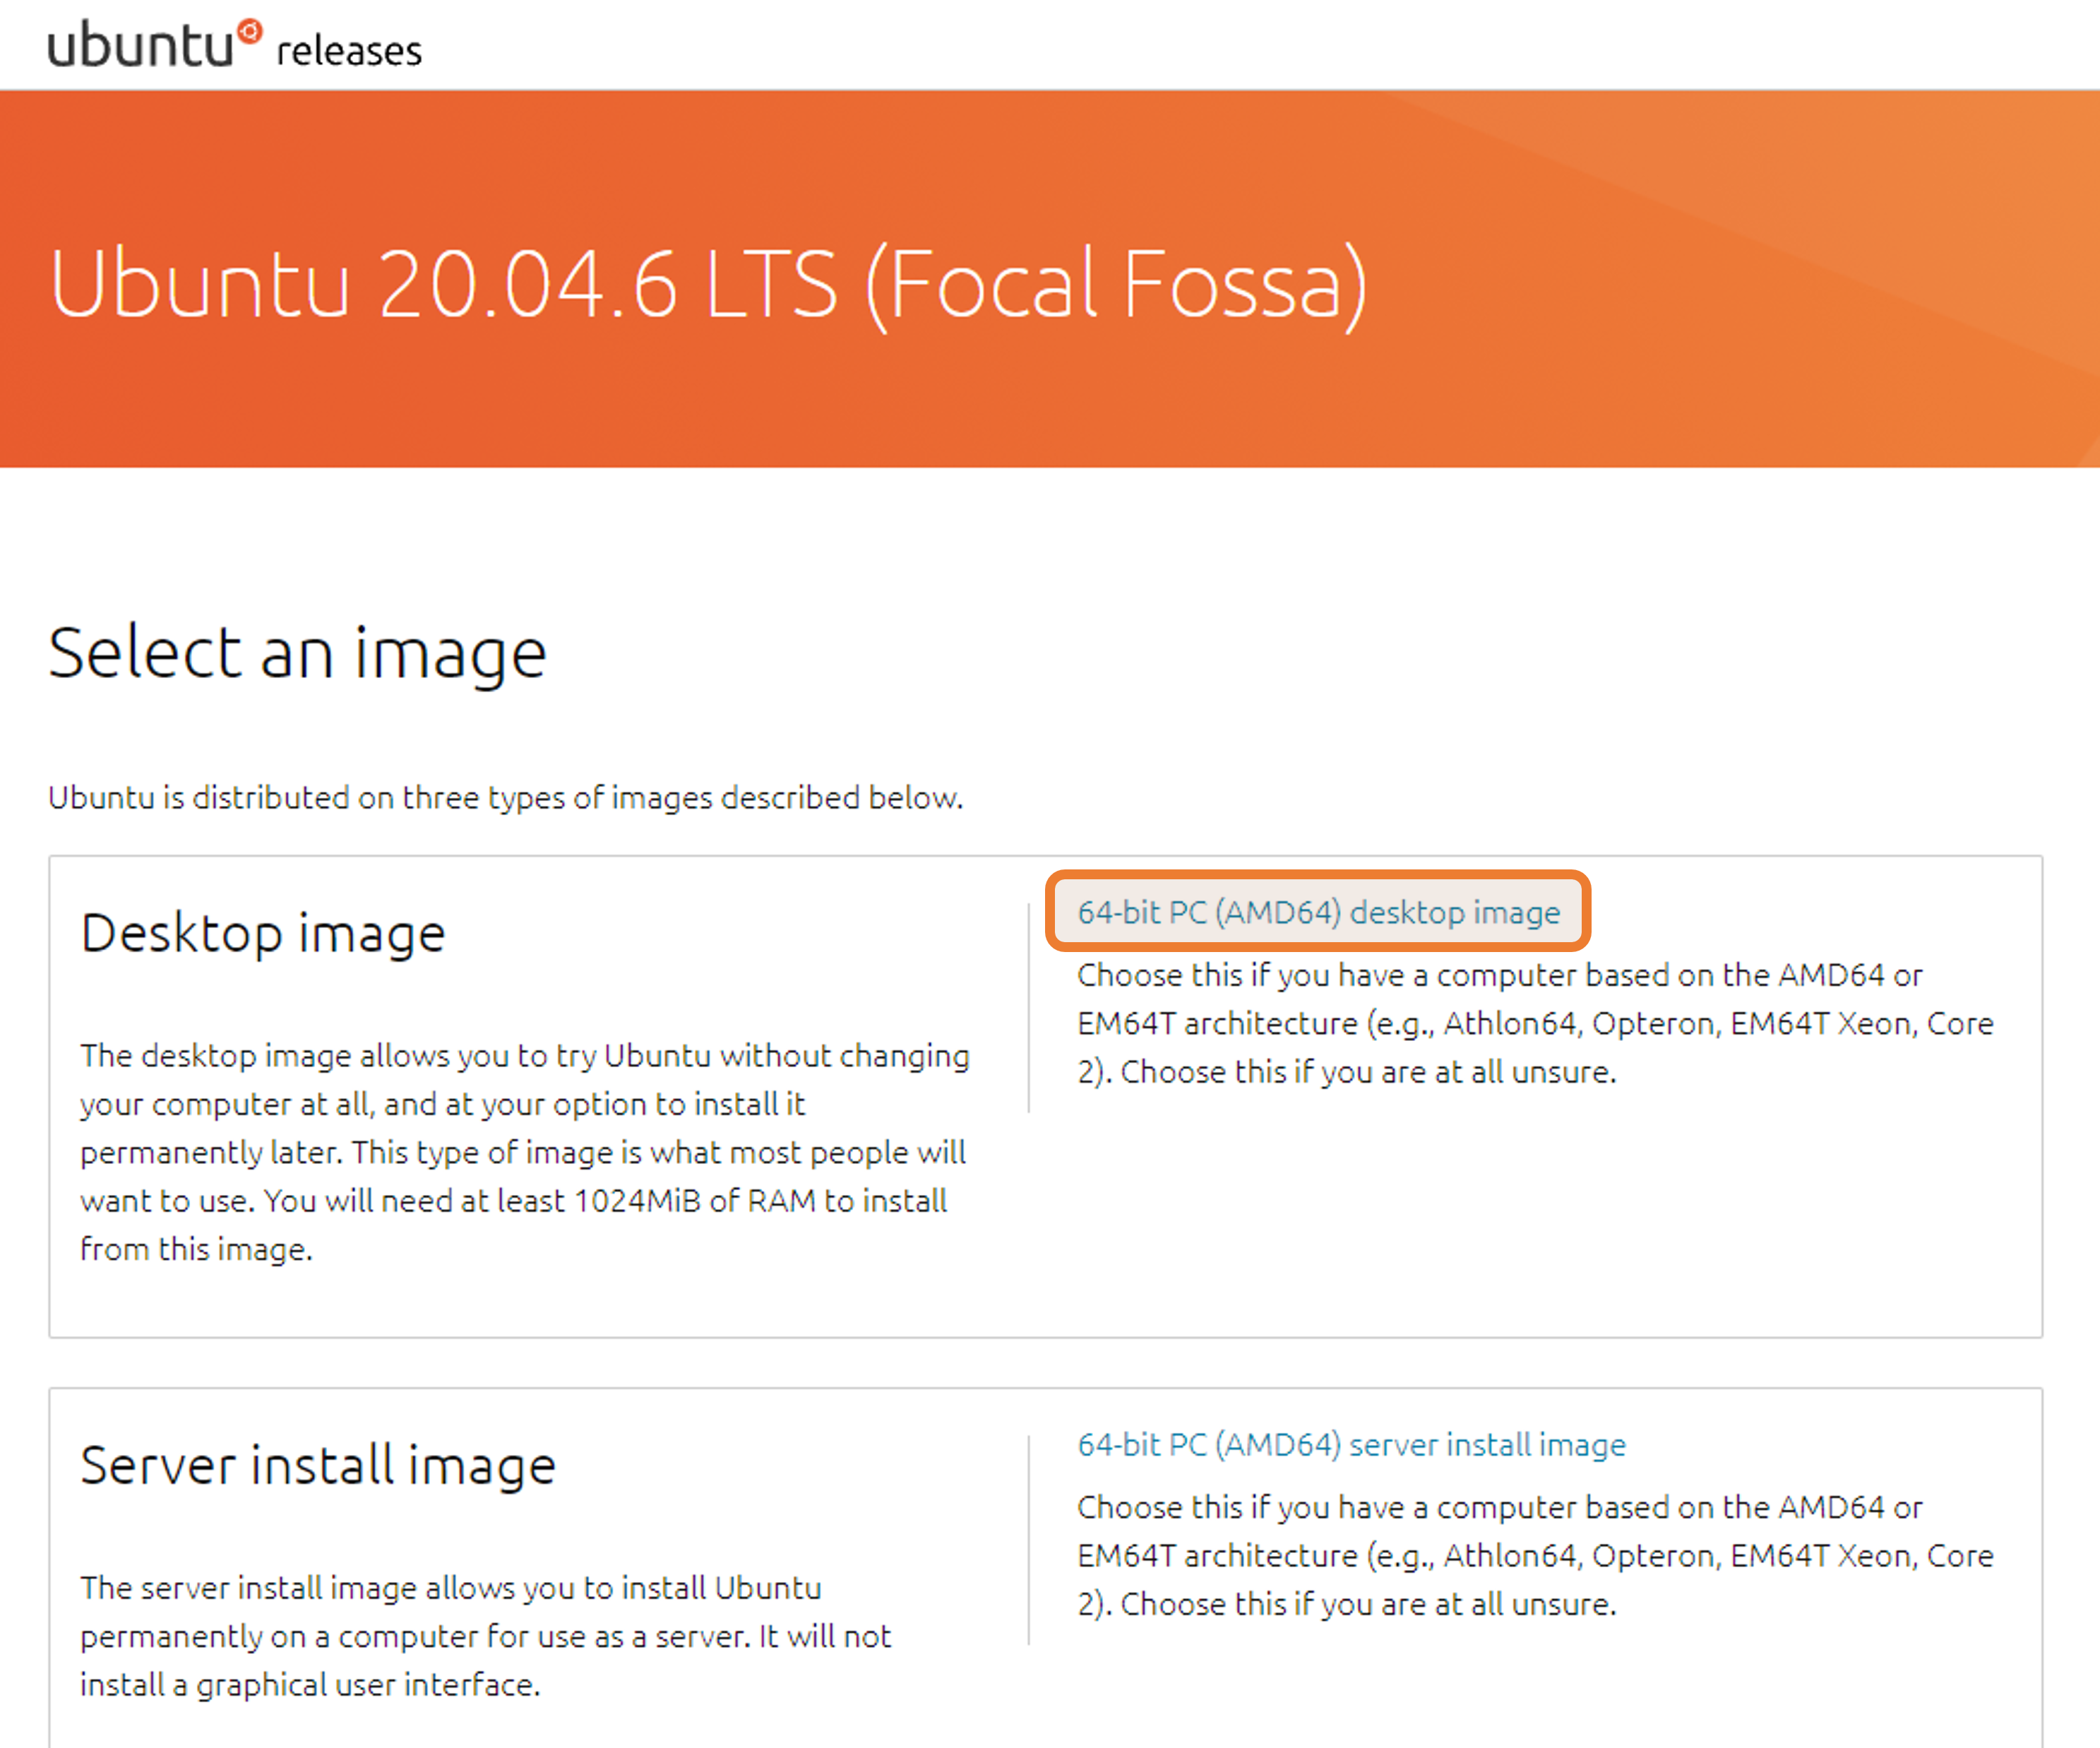 ubuntu releases
Ubuntu 20.04.6 LTS (Focal Fossa)
Select an image
Ubuntu is distributed on three types of images described below.
Desktop image
The desktop image allows you to try Ubuntu without changing
your computer at all, and at your option to install it
permanently later. This type of image is what most people will
want to use. You will need at least 1024MiB of RAM to install
from this image.
64-bit PC (AMD64) desktop image
Choose this if you have a computer based on the AMD64 or
EM64T architecture (e.g., Athlon64, Opteron, EM64T Xeon, Core
2). Choose this if you are at all unsure.
Server install image
The server install image allows you to install Ubuntu
permanently on a computer for use as a server. It will not
install a graphical user interface.
64-bit PC (AMD64) server install image
Choose this if you have a computer based on the AMD64 or
EM64T architecture (e.g., Athlon64, Opteron, EM64T Xeon, Core
2). Choose this if you are at all unsure.